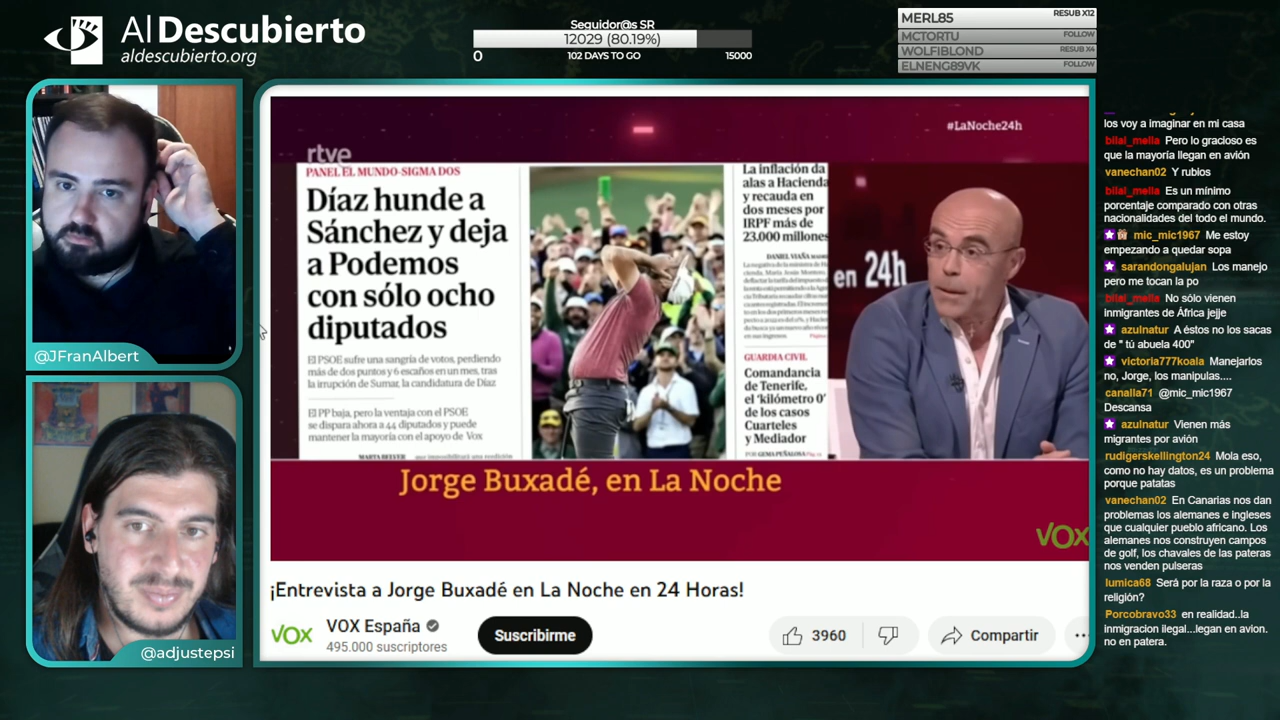 Al Descubierto
aldescubierto.org
Seguidor@s SR
12029 (80.19%)
0
102 DAYS TO GO
15000
MERL85
RESUB X12
MCTORTU
FOLLOW
WOLFIBLOND
RESUB X4
ELNENG89VK
FOLLOW
@JFranAlbert
@adjustepsi
#LaNoche24h
rtve
PANEL EL MUNDO-SIGMA DOS
Díaz hunde a
Sánchez y deja
a Podemos
con sólo ocho
diputados
El PSOE sufre una sangría de votos, perdiendo
más de dos puntos y 6 escaños en un mes, tras
la irrupción de Sumar, la candidatura de Díaz
El PP baja, pero la ventaja con el PSOE
se dispara ahora a 44 diputados y puede
mantener la mayoría con el apoyo de Vox
La inflación da
alas a Hacienda
y recauda en
dos meses por
IRPF más de
23.000 millones
GUARDIA CIVIL
Comandancia
de Tenerife,
el 'kilómetro 0'
de los casos
Cuarteles
y Mediador
en 24h
Jorge Buxadé, en La Noche
VOX
¡Entrevista a Jorge Buxadé en La Noche en 24 Horas!
VOX
VOX España
495.000 suscriptores
Suscribirme
3960
Compartir
los voy a imaginar en mi casa
bilal_mella Pero lo gracioso es
que la mayoría llegan en avión
vanechan02 Y rubios
bilal_mella Es un mínimo
porcentaje comparado con otras
nacionalidades del todo el mundo.
mic_mic1967 Me estoy
empezando a quedar sopa
sarandongalujan Los manejo
pero me tocan la po
bilal_mella No sólo vienen
inmigrantes de África jejje
azulnatur A éstos no los sacas
de " tú abuela 400"
victoria777koala Manejarlos
no, Jorge, los manipulas....
canalla71 @mic_mic1967
Descansa
azulnatur Vienen más
migrantes por avión
rudigerskellington24 Mola eso,
como no hay datos, es un problema
porque patatas
vanechan02 En Canarias nos dan
problemas los alemanes e ingleses
que cualquier pueblo africano. Los
alemanes nos construyen campos
de golf, los chavales de las pateras
nos venden pulseras
lumica68 Será por la raza o por la
religión?
Porcobravo33 en realidad..la
inmigracion ilegal...legan en avion.
no en patera.